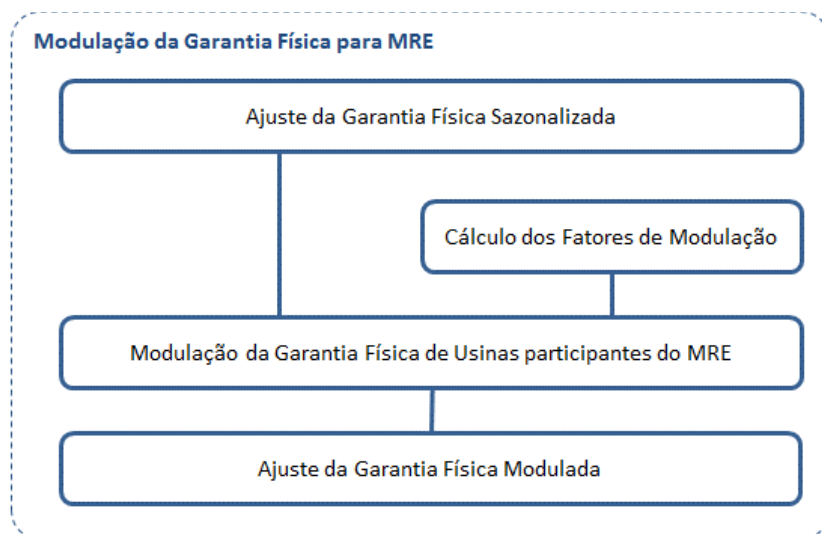 Modulação da Garantia Física para MRE
Ajuste da Garantia Física Sazonalizada
Cálculo dos Fatores de Modulação
Modulação da Garantia Física de Usinas participantes do MRE
Ajuste da Garantia Física Modulada